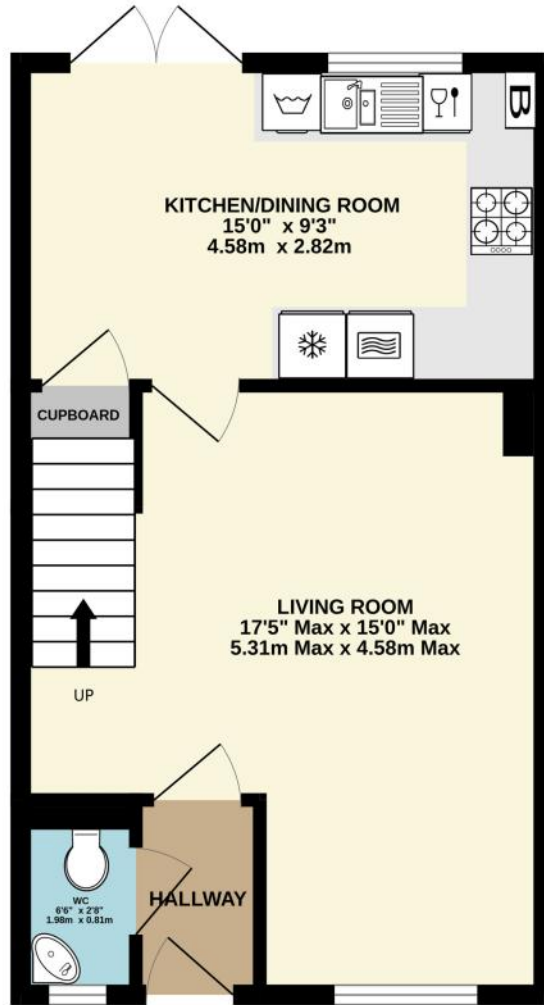 B
KITCHEN/DINING ROOM
15'0" x 9'3"
4.58m x 2.82m
CUPBOARD
LIVING ROOM
17'5" Max x 15'0" Max
5.31m Max x 4.58m Max
UP
WC
6'6" x 2'8"
1.98m x 0.81m
HALLWAY